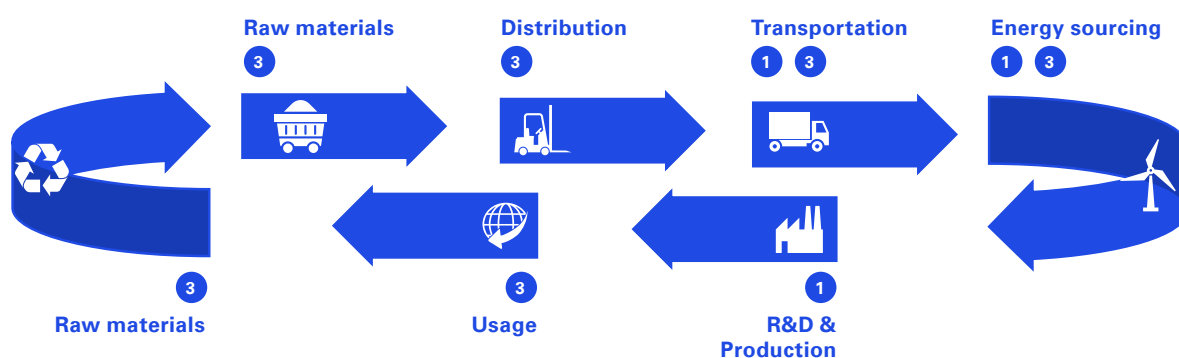 Raw materials
3
Distribution
3
Transportation
1 3
Energy sourcing
1 3
3
Raw materials
3
Usage
1
R&D &
Production